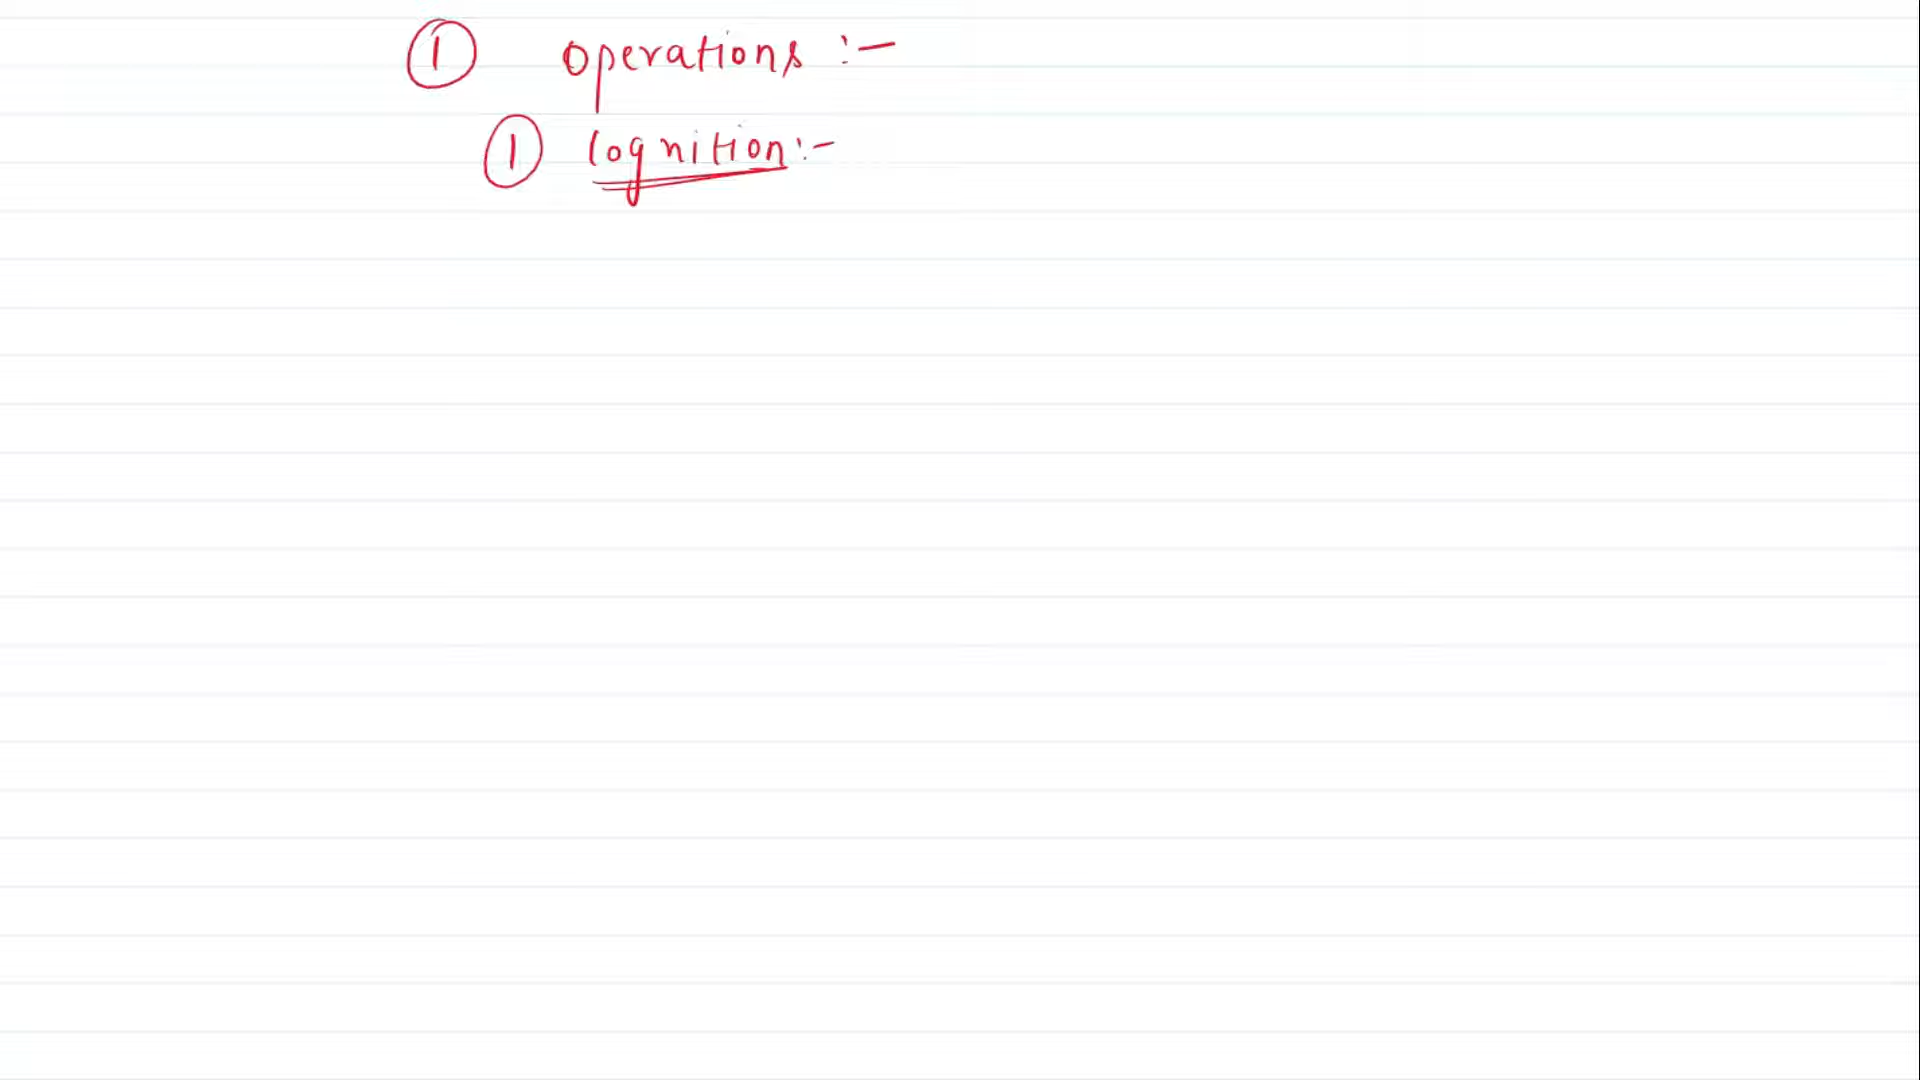 ① operations :-
① Cognition :-